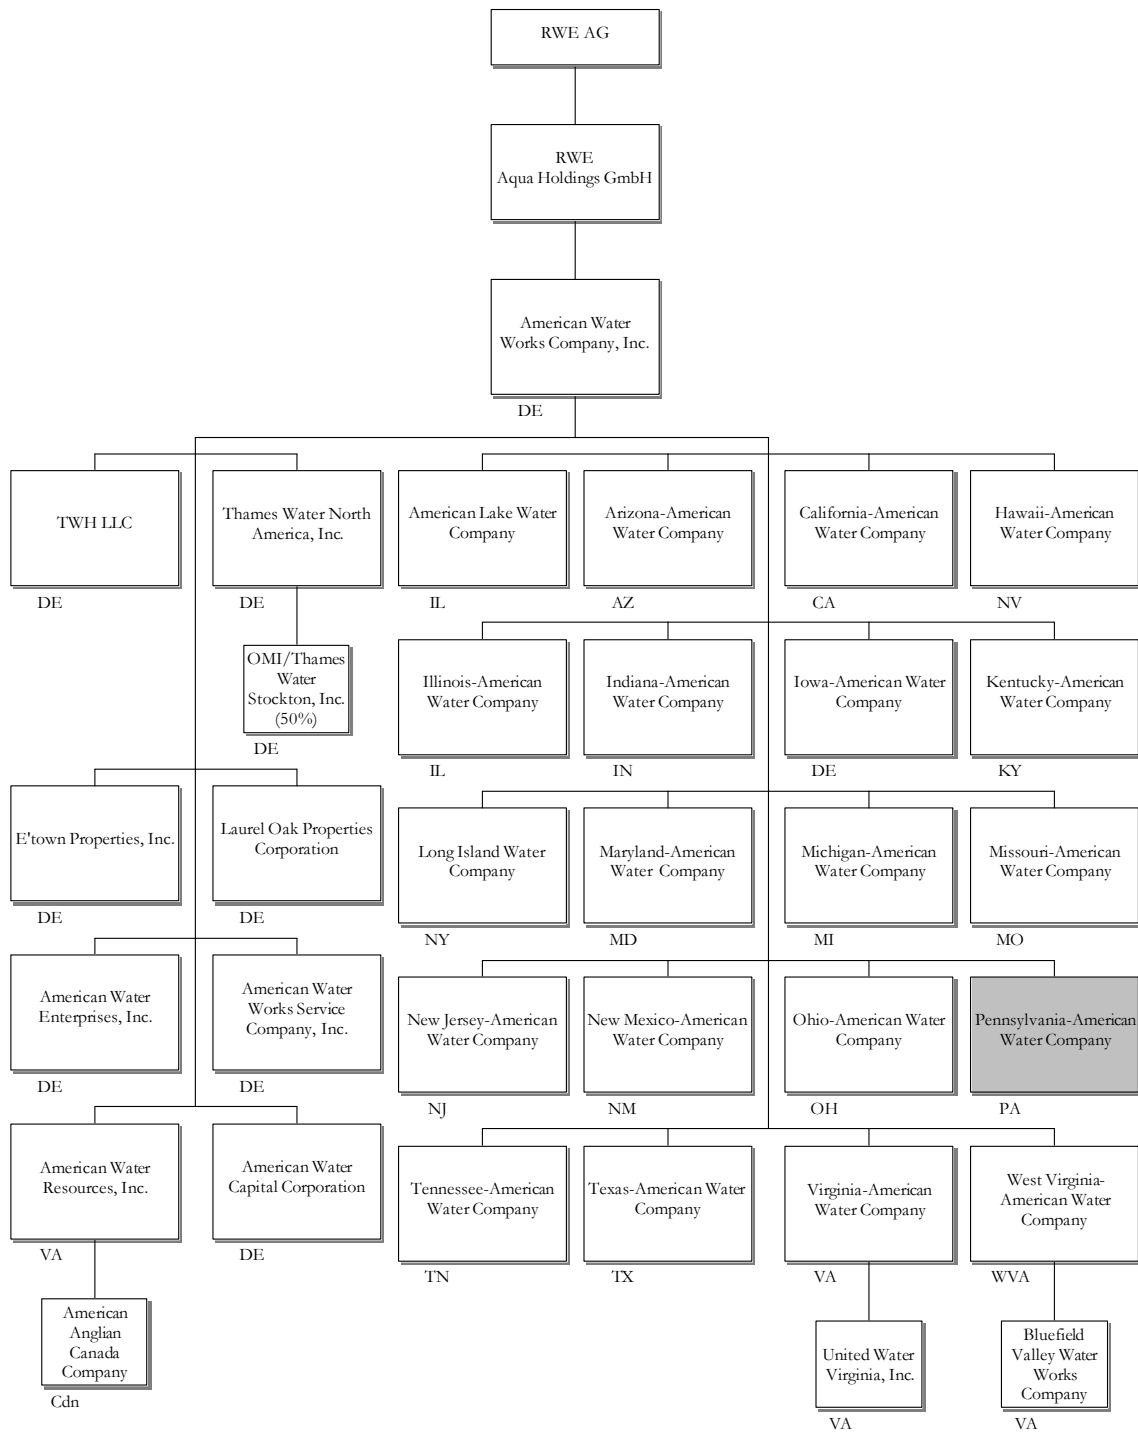 RWE AG
RWE
Aqua Holdings GmbH
American Water
Works Company, Inc.
DE
TWH LLC
DE
Thames Water North
America, Inc.
DE
American Lake Water
Company
IL
Arizona-American
Water Company
AZ
California-American
Water Company
CA
Hawaii-American
Water Company
NV
OMI/Thames
Water
Stockton, Inc.
(50%)
DE
Illinois-American
Water Company
IL
Indiana-American
Water Company
IN
Iowa-American Water
Company
DE
Kentucky-American
Water Company
KY
E'town Properties, Inc.
DE
Laurel Oak Properties
Corporation
DE
Long Island Water
Company
NY
Maryland-American
Water Company
MD
Michigan-American
Water Company
MI
Missouri-American
Water Company
MO
American Water
Enterprises, Inc.
DE
American Water
Works Service
Company, Inc.
DE
New Jersey-American
Water Company
NJ
New Mexico-American
Water Company
NM
Ohio-American Water
Company
OH
Pennsylvania-American
Water Company
PA
American Water
Resources, Inc.
VA
American Water
Capital Corporation
DE
Tennessee-American
Water Company
TN
Texas-American Water
Company
TX
Virginia-American
Water Company
VA
West Virginia-
American Water
Company
WVA
American
Anglian
Canada
Company
Cdn
United Water
Virginia, Inc.
VA
Bluefield
Valley Water
Works
Company
VA